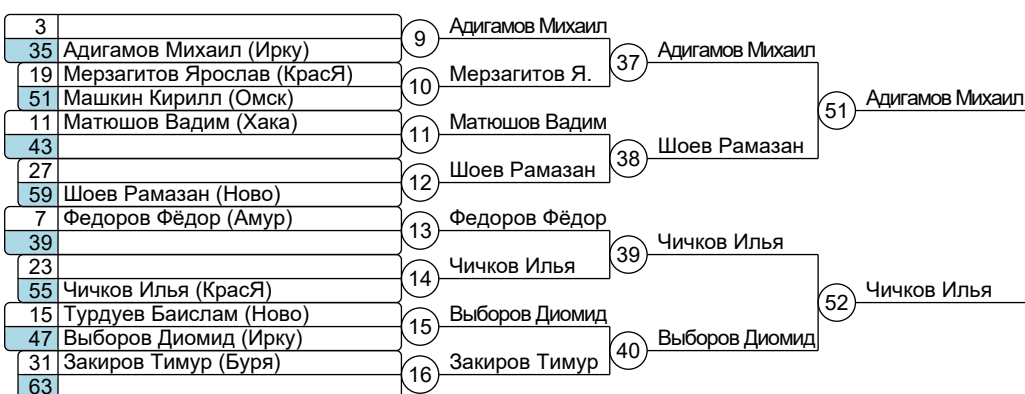 3
35 Адигамов Михаил (Ирку)
19 Мерзагитов Ярослав (КрасЯ)
51 Машкин Кирилл (Омск)
11 Матюшов Вадим (Хака)
43
27
59 Шоев Рамазан (Ново)
7 Федоров Фёдор (Амур)
39
23
55 Чичков Илья (КрасЯ)
15 Турдуев Баислам (Ново)
47 Выборов Диомид (Ирку)
31 Закиров Тимур (Буря)
63
9 Адигамов Михаил
10 Мерзагитов Я.
11 Матюшов Вадим
12 Шоев Рамазан
13 Федоров Фёдор
14 Чичков Илья
15 Выборов Диомид
16 Закиров Тимур
37 Адигамов Михаил
38 Шоев Рамазан
39 Чичков Илья
40 Выборов Диомид
51 Адигамов Михаил
52 Чичков Илья